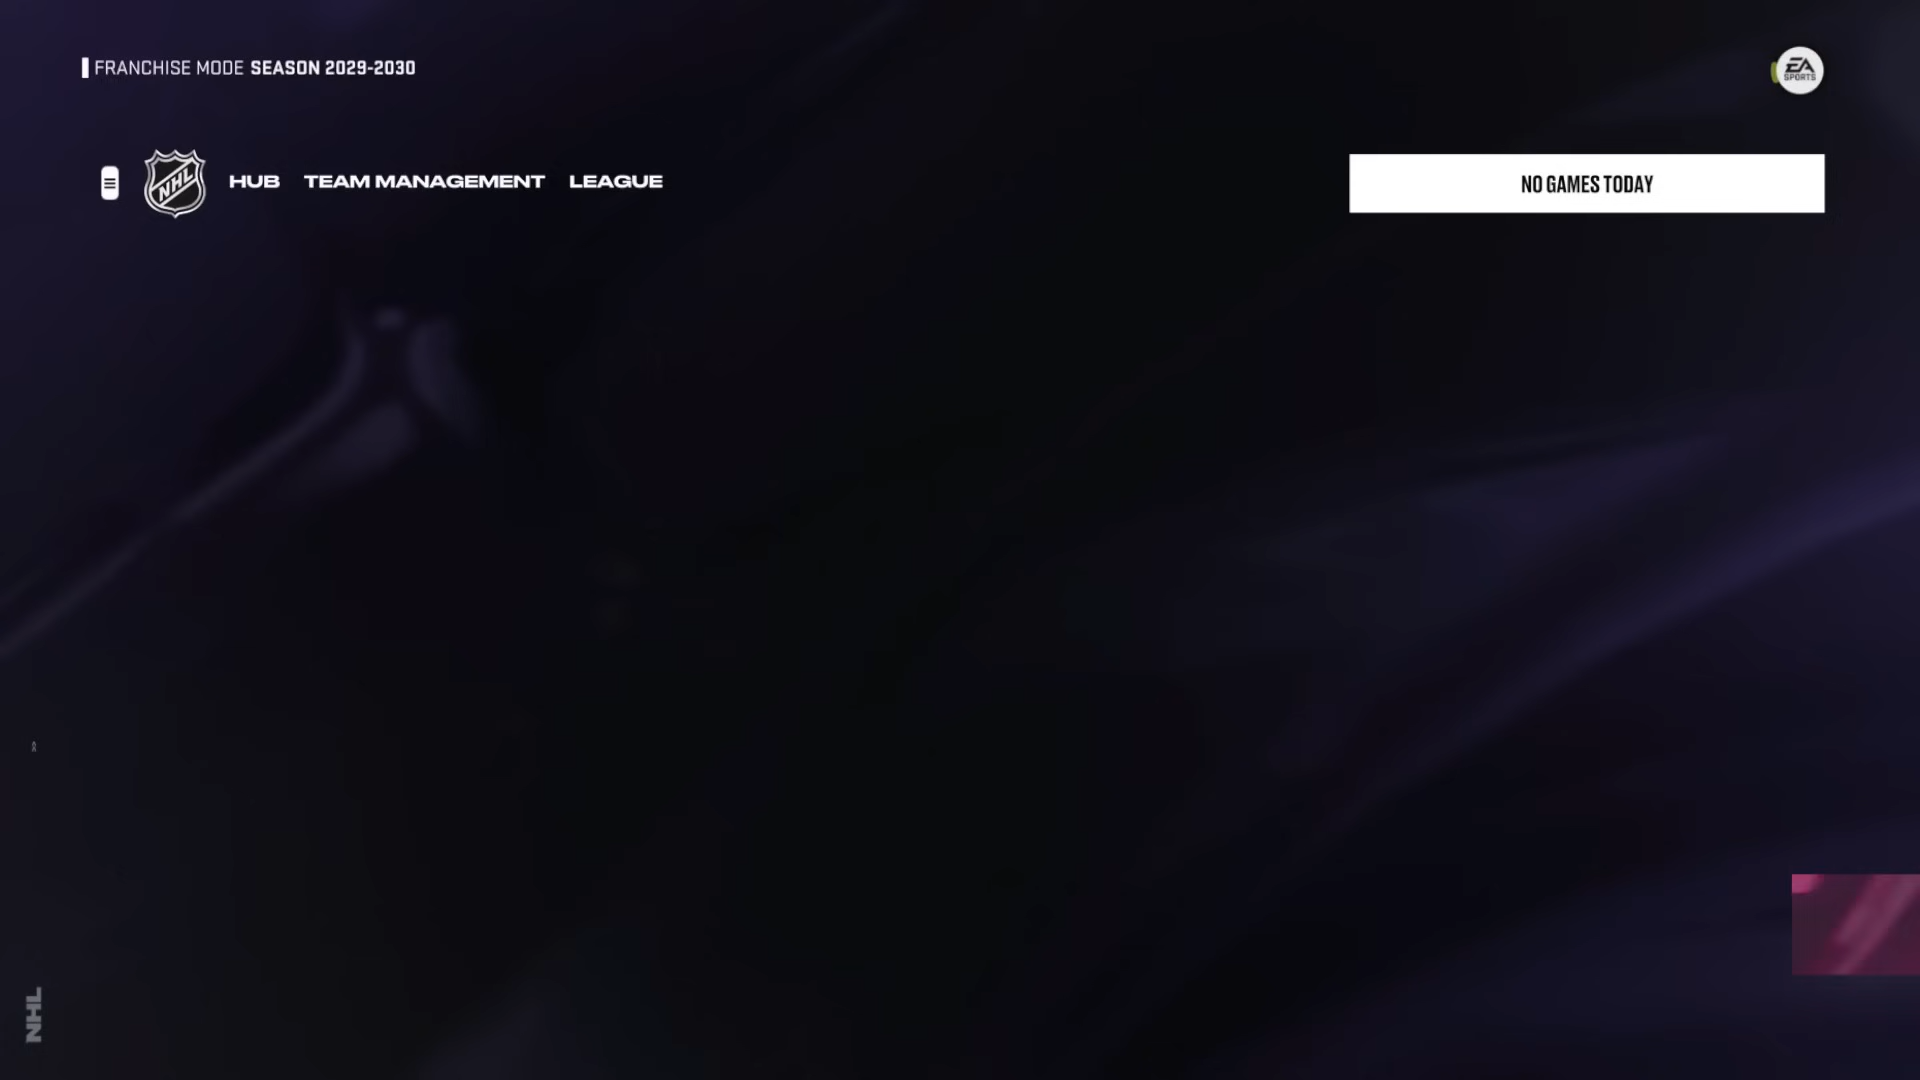 FRANCHISE MODE SEASON 2029-2030
EA
SPORTS
NHL
HUB TEAM MANAGEMENT LEAGUE
NO GAMES TODAY
NHL